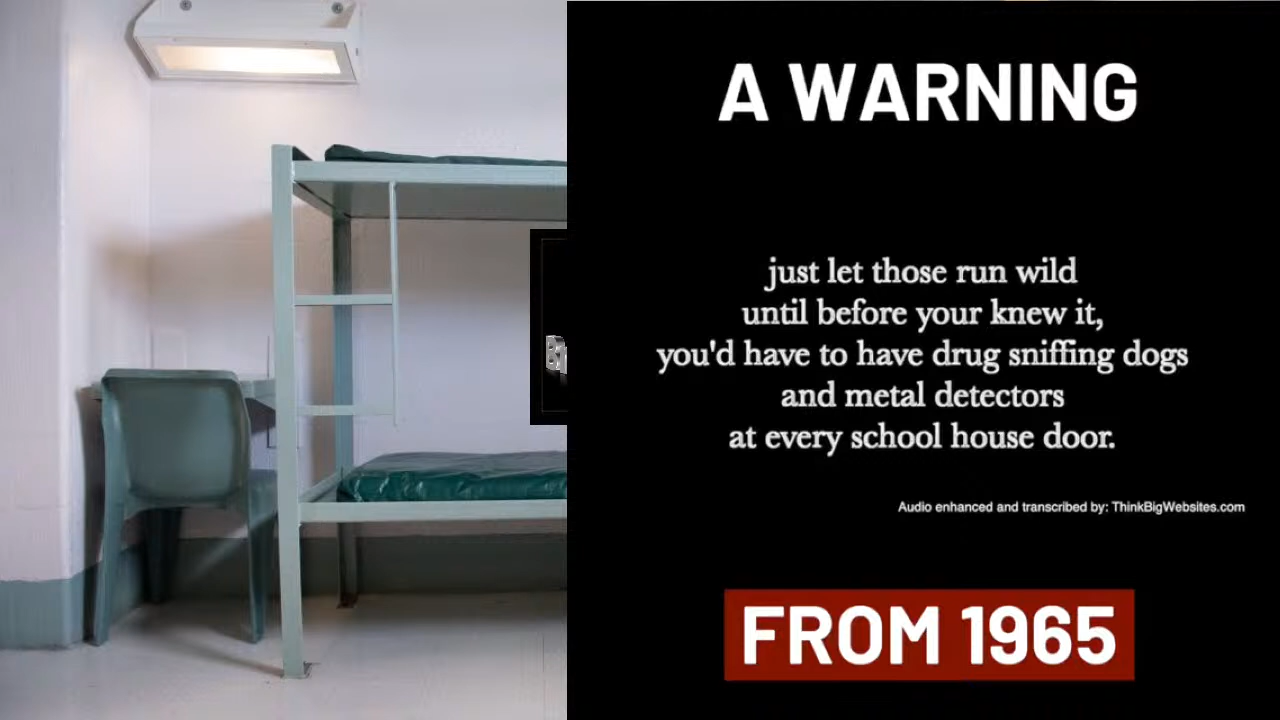 A WARNING
just let those run wild
until before your knew it,
you'd have to have drug sniffing dogs
and metal detectors
at every school house door.
Audio enhanced and transcribed by: ThinkBigWebsites.com
FROM 1965